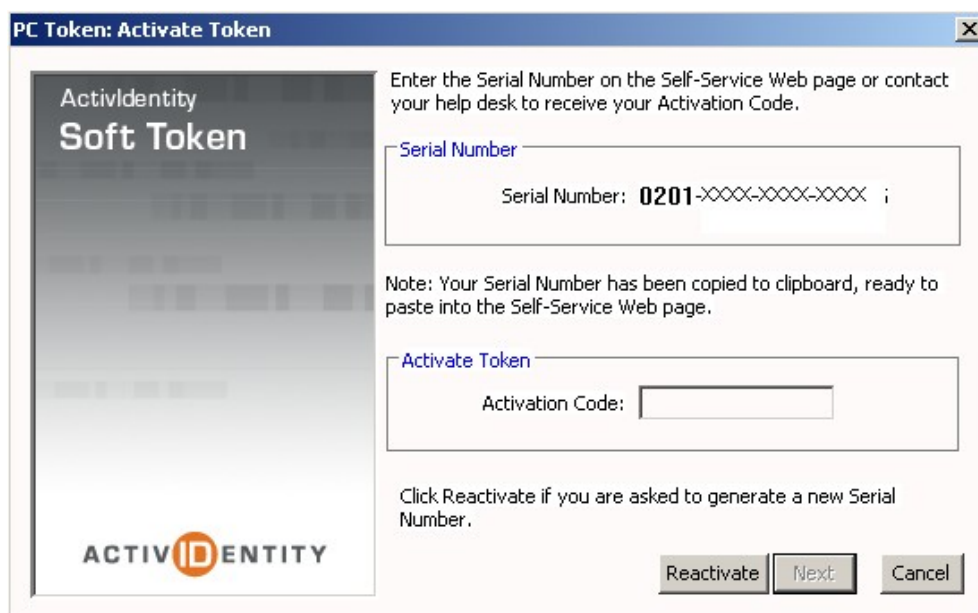 PC Token: Activate Token
ActivIdentity
Soft Token
Enter the Serial Number on the Self-Service Web page or contact
your help desk to receive your Activation Code.
Serial Number
Serial Number: 0201-XXXX-XXXX-XXXX
Note: Your Serial Number has been copied to clipboard, ready to
paste into the Self-Service Web page.
Activate Token
Activation Code:
Click Reactivate if you are asked to generate a new Serial
Number.
ACTIVIDENTITY
Reactivate Next Cancel